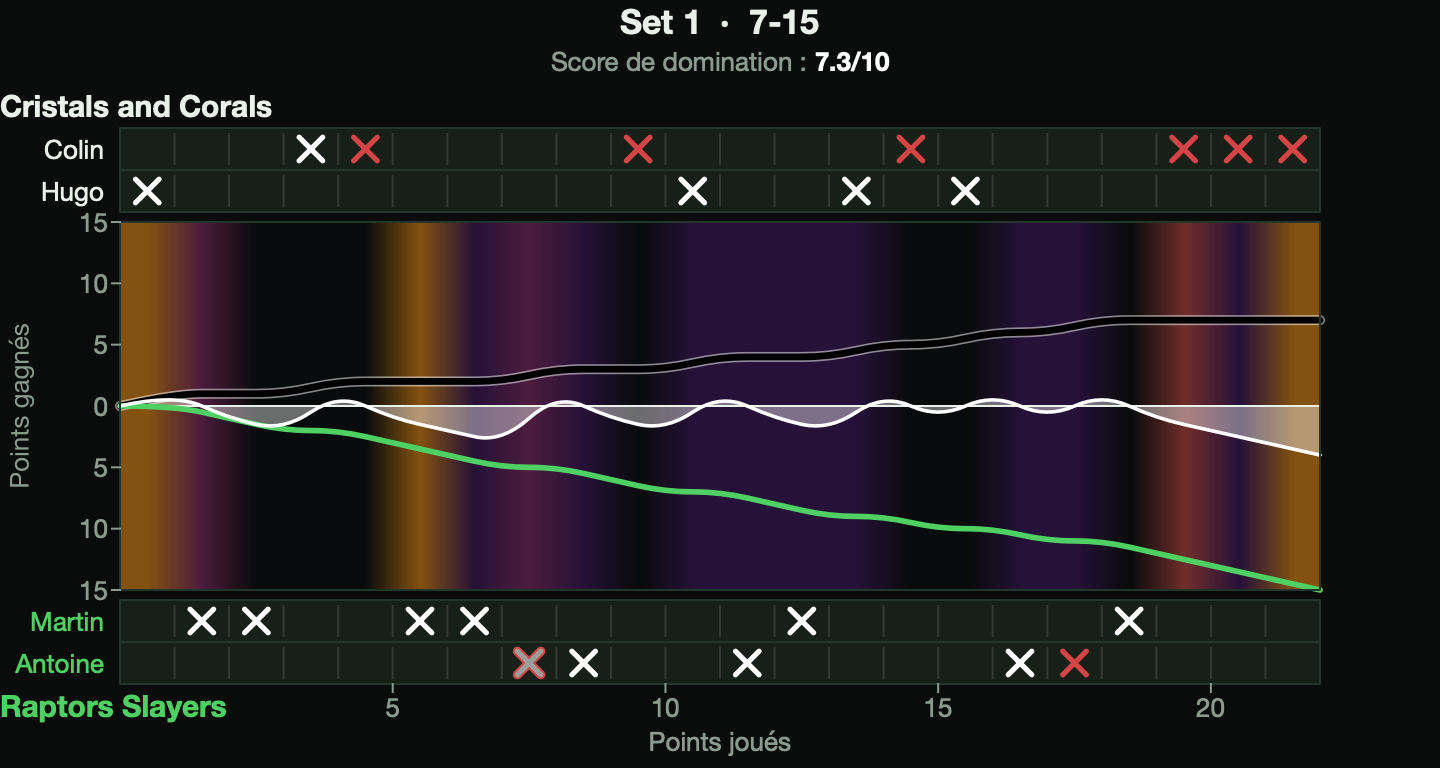 Set 1 · 7-15
Score de domination : 7.3/10
Cristals and Corals
Colin
Hugo
15
10
5
0
5
10
15
Points gagnés
Martin
Antoine
Raptors Slayers
5 10 15 20
Points joués